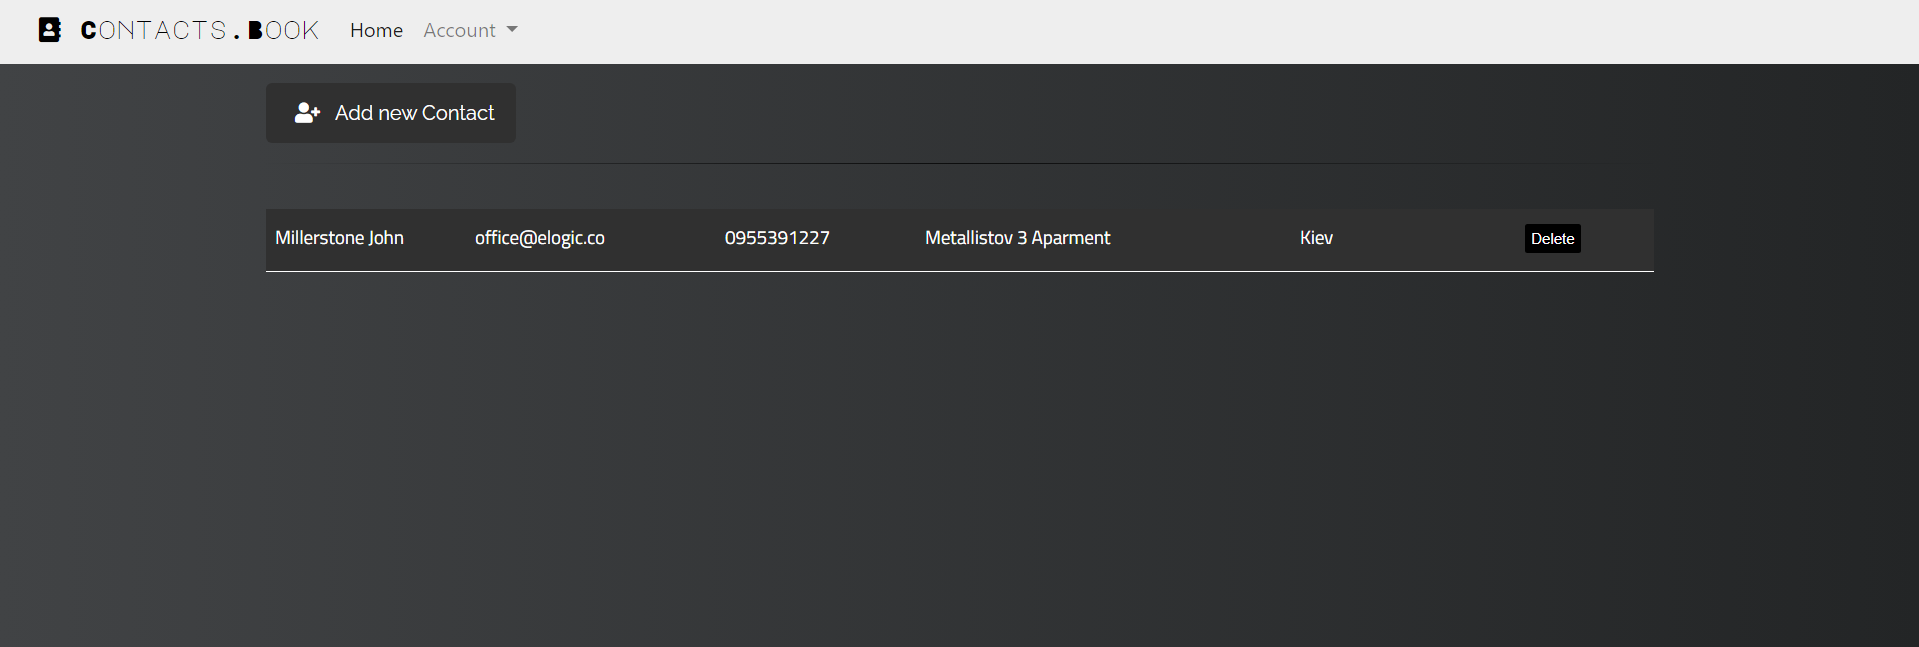 Contacts.Book Home Account
Add new Contact
Millerstone John office@elogic.co 0955391227 Metallistov 3 Aparment Kiev Delete